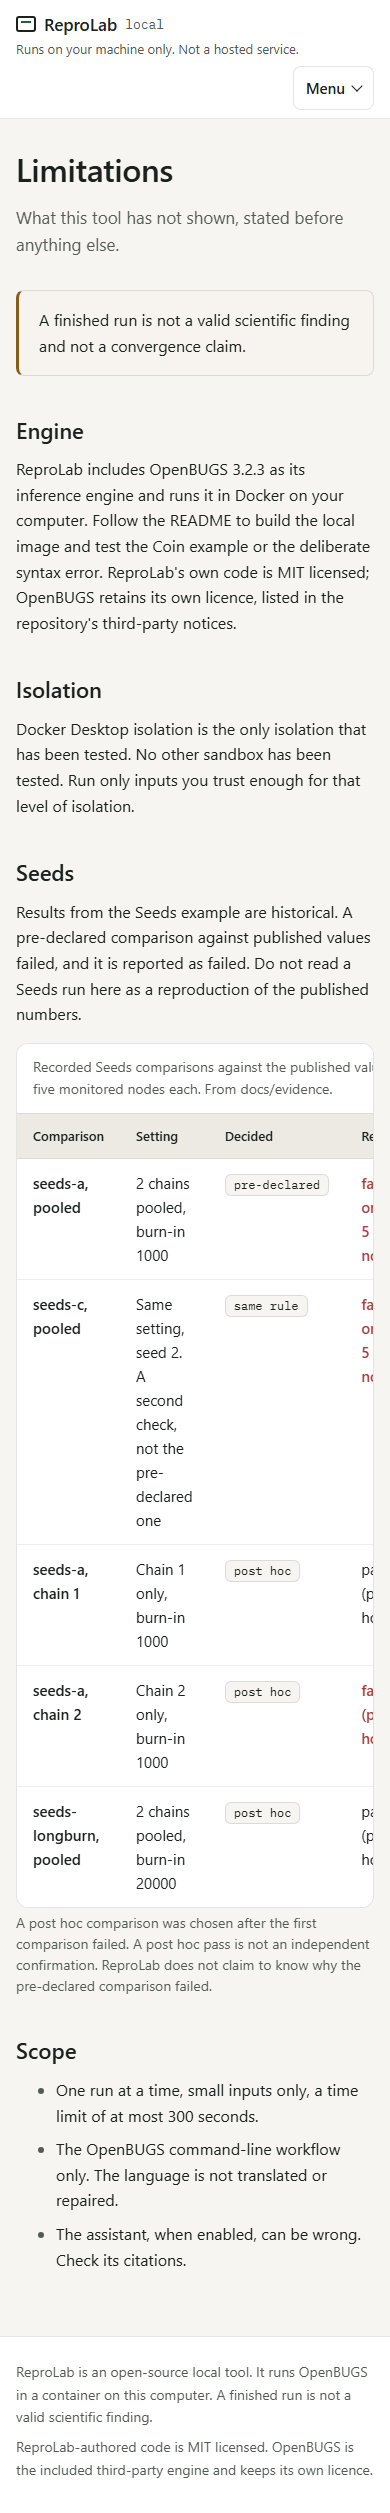 ReproLab local
Runs on your machine only. Not a hosted service.
Menu
Limitations
What this tool has not shown, stated before
anything else.
A finished run is not a valid scientific finding
and not a convergence claim.
Engine
ReproLab includes OpenBUGS 3.2.3 as its
inference engine and runs it in Docker on your
computer. Follow the README to build the local
image and test the Coin example or the deliberate
syntax error. ReproLab's own code is MIT licensed;
OpenBUGS retains its own licence, listed in the
repository's third-party notices.
Isolation
Docker Desktop isolation is the only isolation that
has been tested. No other sandbox has been
tested. Run only inputs you trust enough for that
level of isolation.
Seeds
Results from the Seeds example are historical. A
pre-declared comparison against published values
failed, and it is reported as failed. Do not read a
Seeds run here as a reproduction of the published
numbers.
Recorded Seeds comparisons against the published
five monitored nodes each. From docs/evidence.
Comparison Setting Decided
seeds-a, 2 chains pre-declared
pooled pooled,
burn-in
1000 
seeds-c, Same same rule
pooled setting,
seed 2.
A
second
check,
not the
pre-
declared
one
seeds-a, Chain 1 post hoc
chain 1 only,
burn-in
1000
seeds-a, Chain 2 post hoc
chain 2 only,
burn-in
1000
seeds- 2 chains post hoc
longburn, pooled,
pooled burn-in
20000
A post hoc comparison was chosen after the first
comparison failed. A post hoc pass is not an independent
confirmation. ReproLab does not claim to know why the
pre-declared comparison failed.
Scope
One run at a time, small inputs only, a time
limit of at most 300 seconds.
The OpenBUGS command-line workflow
only. The language is not translated or
repaired.
The assistant, when enabled, can be wrong.
Check its citations.
ReproLab is an open-source local tool. It runs OpenBUGS
in a container on this computer. A finished run is not a
valid scientific finding.
ReproLab-authored code is MIT licensed. OpenBUGS is
the included third-party engine and keeps its own licence.